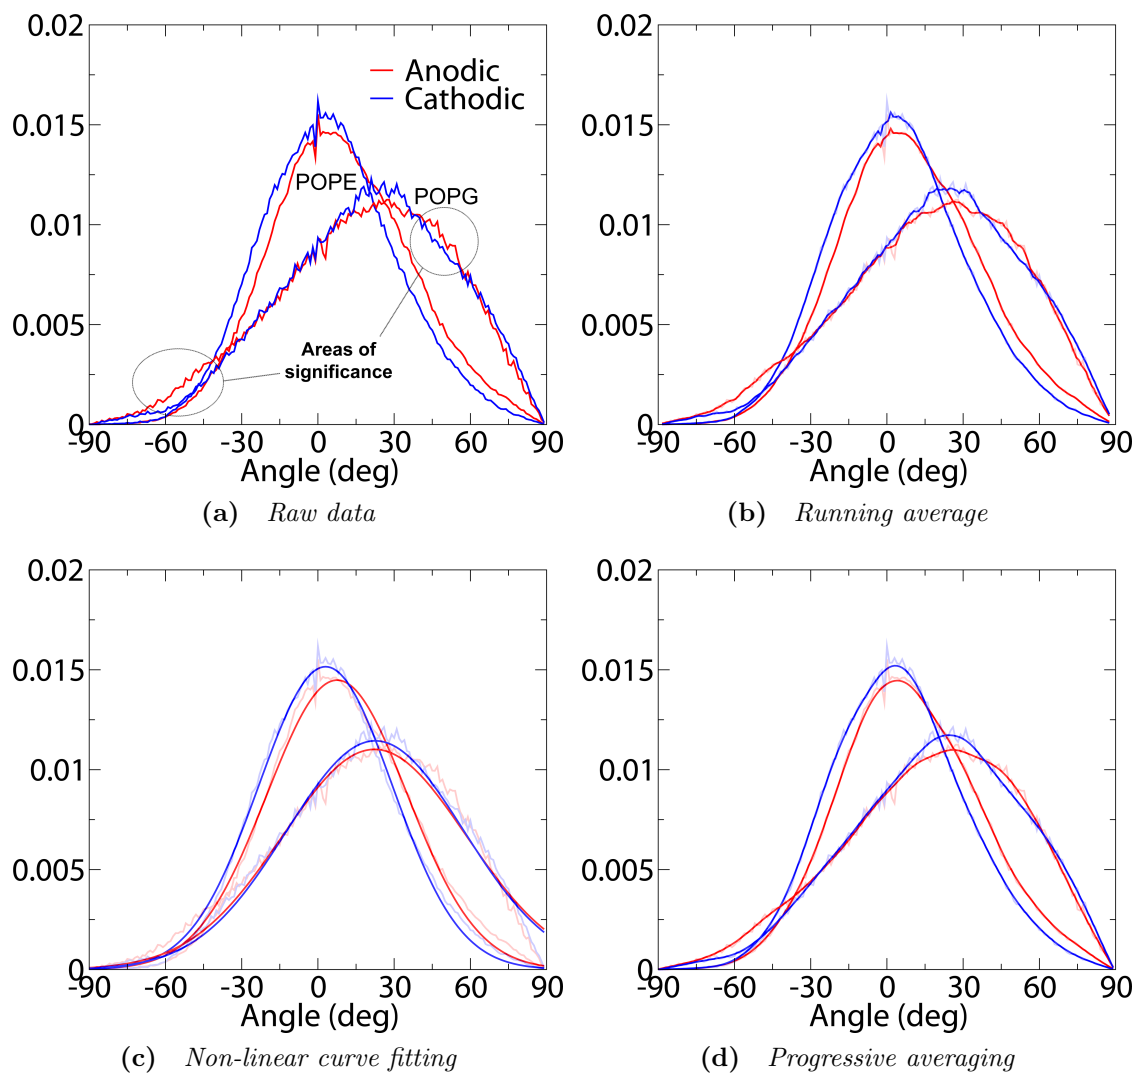 0.02
0.015
0.01
0.005
0
-90 -60 -30 0 30 60 90
Angle (deg)
Anodic
Cathodic
POPE
POPG
Areas of
significance
(a) Raw data
0.02
0.015
0.01
0.005
0
-90 -60 -30 0 30 60 90
Angle (deg)
(b) Running average
0.02
0.015
0.01
0.005
0
-90 -60 -30 0 30 60 90
Angle (deg)
(c) Non-linear curve fitting
0.02
0.015
0.01
0.005
0
-90 -60 -30 0 30 60 90
Angle (deg)
(d) Progressive averaging